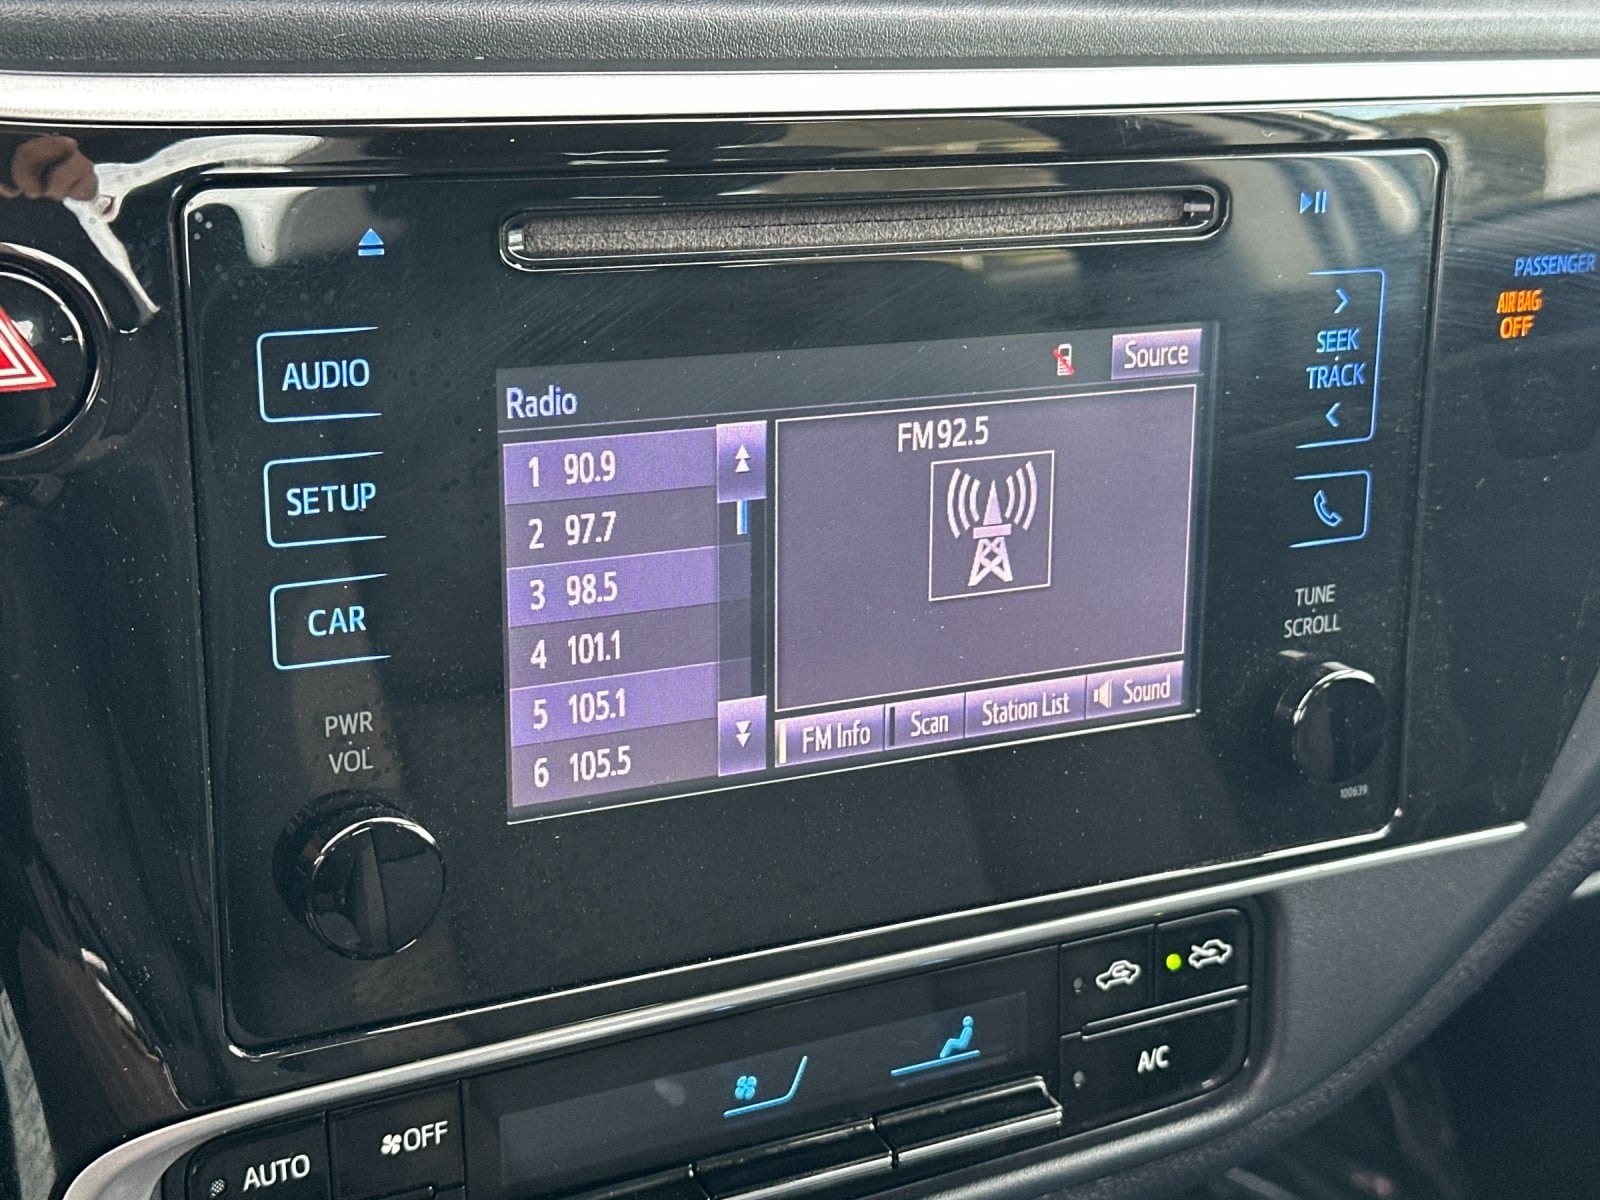 PASSENGER
AIR BAG
OFF
AUDIO
SETUP
CAR
PWR
VOL
Radio
Source
1 90.9
2 97.7
3 98.5
4 101.1
5 105.1
6 105.5
FM 92.5
FM Info
Scan
Station List
Sound
SEEK
TRACK
TUNE
SCROLL
100639
AUTO
OFF
A/C